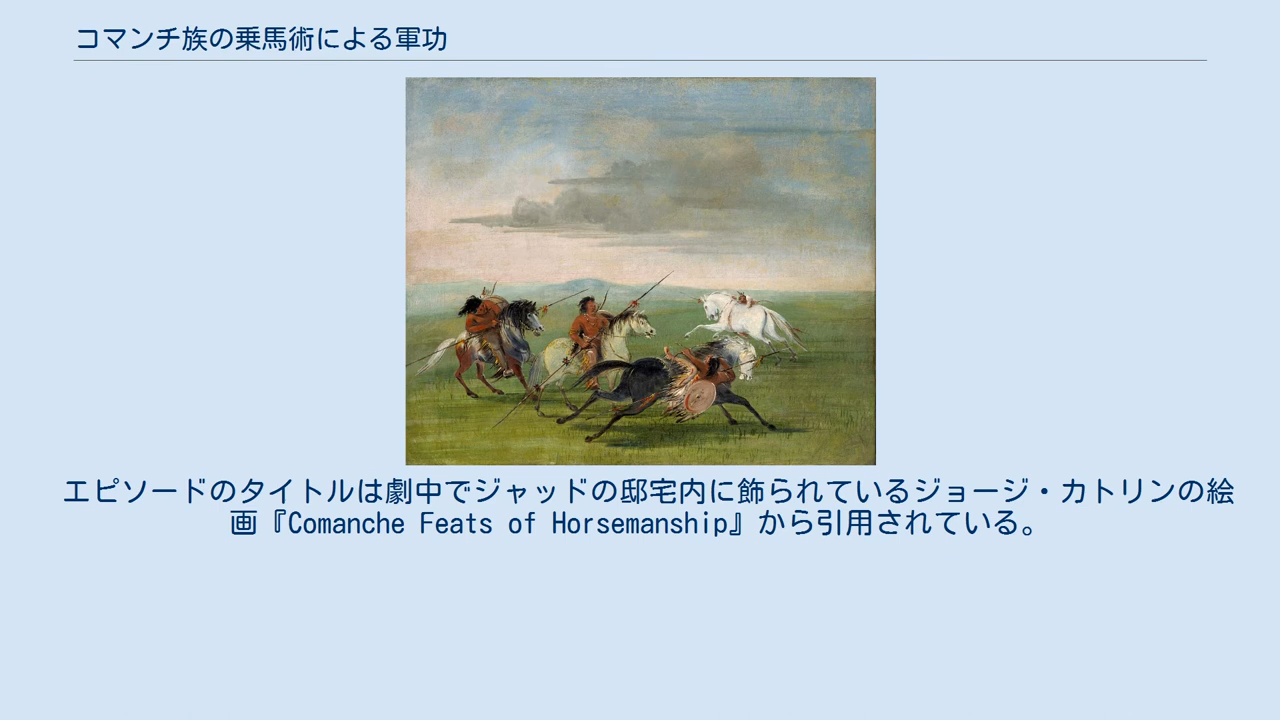 コマンチ族の乗馬術による軍功
エピソードのタイトルは劇中でジャッドの邸宅内に飾られているジョージ・カトリンの絵
画『Comanche Feats of Horsemanship』から引用されている。